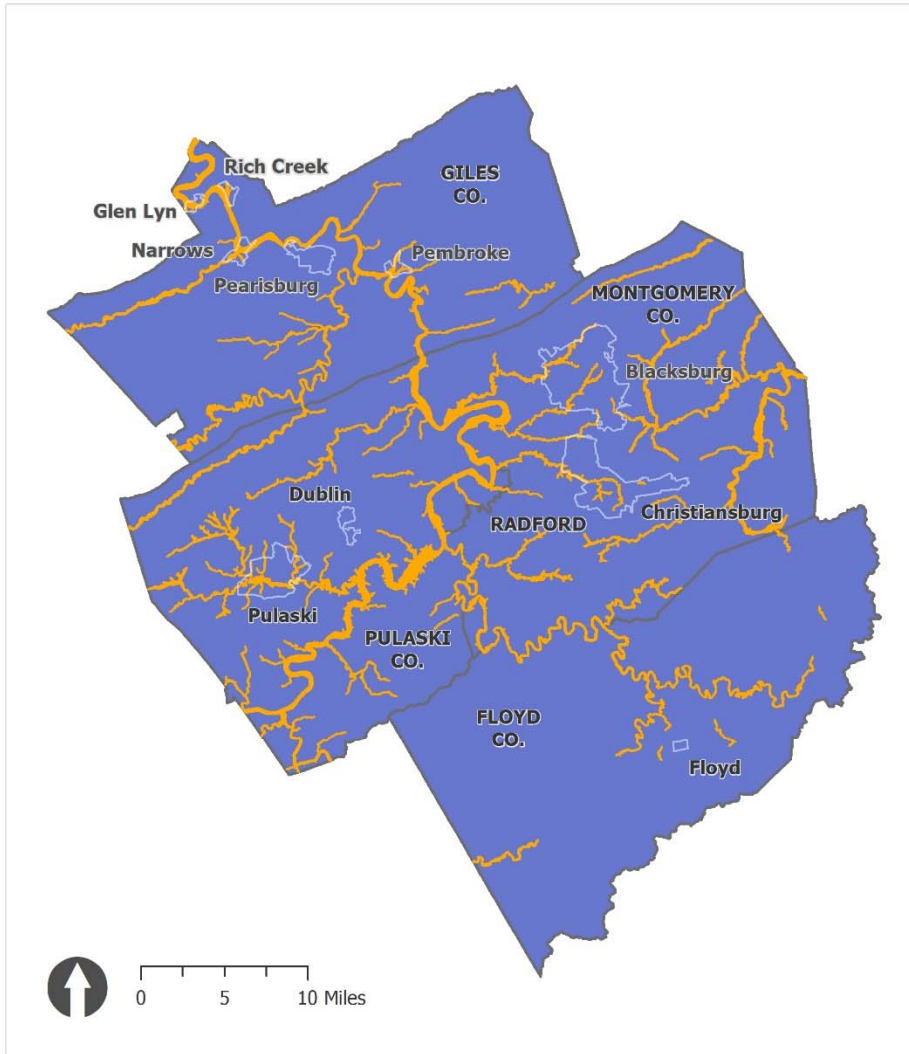 GILES
CO.
Rich Creek
Glen Lyn
Narrows
Pembroke
Pearisburg
MONTGOMERY
CO.
Blacksburg
Dublin
RADFORD
Christiansburg
Pulaski
PULASKI
CO.
FLOYD
CO.
Floyd
0 5 10 Miles